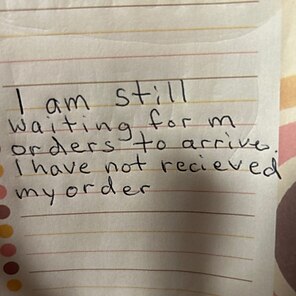 I am still
waiting for m
orders to arrive.
I have not recieved
my order